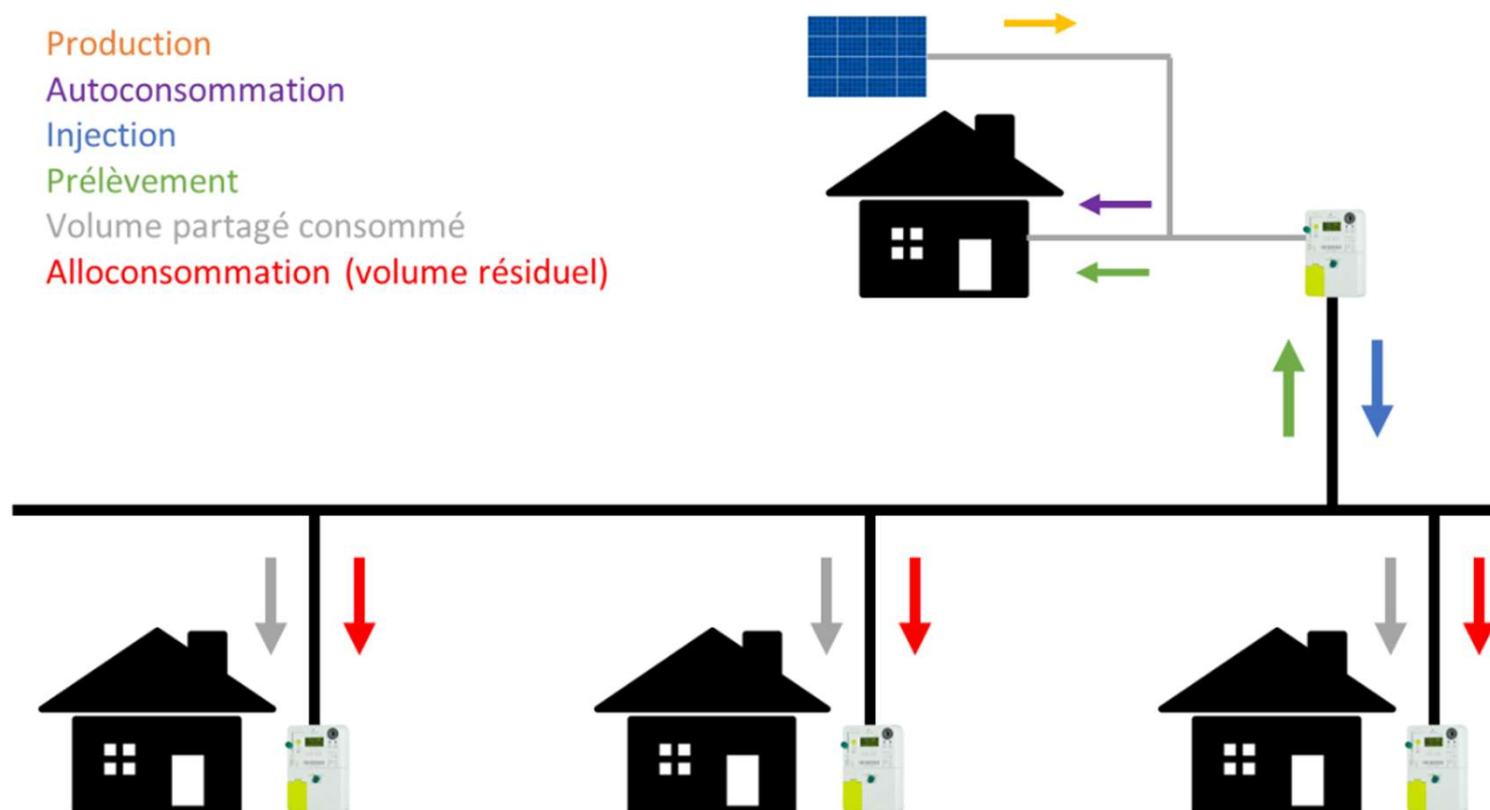 Production
Autoconsommation
Injection
Prélèvement
Volume partagé consommé
Alloconsommation (volume résiduel)